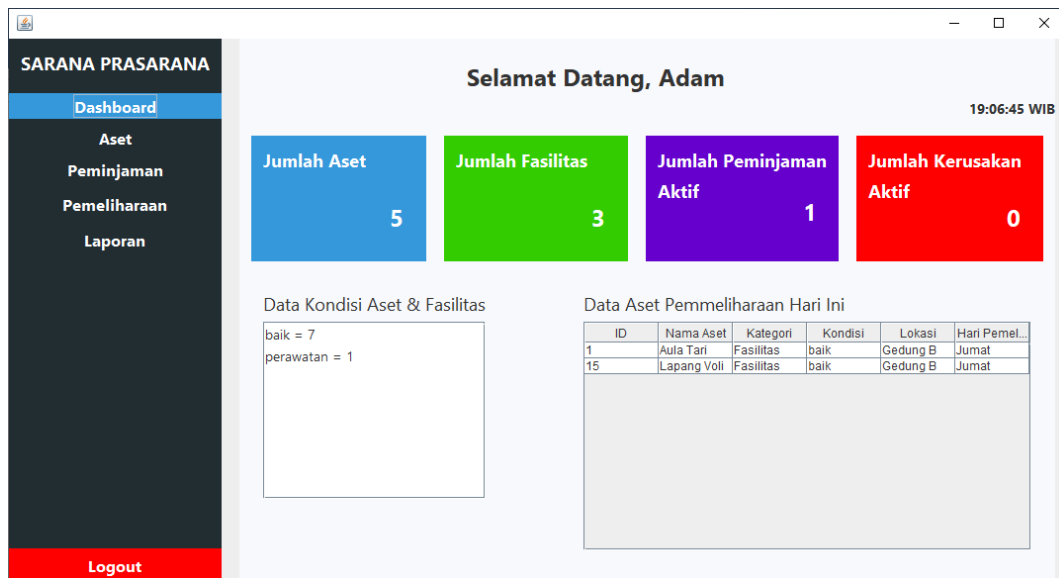 SARANA PRASARANA
Dashboard
Aset
Peminjaman
Pemeliharaan
Laporan
Logout
Selamat Datang, Adam
19:06:45 WIB
Jumlah Aset
5
Jumlah Fasilitas
3
Jumlah Peminjaman
Aktif
1
Jumlah Kerusakan
Aktif
0
Data Kondisi Aset & Fasilitas
baik = 7
perawatan = 1
Data Aset Pemmeliharaan Hari Ini
ID Nama Aset Kategori Kondisi Lokasi Hari Pemel...
1 Aula Tari Fasilitas baik Gedung B Jumat
15 Lapang Voli Fasilitas baik Gedung B Jumat